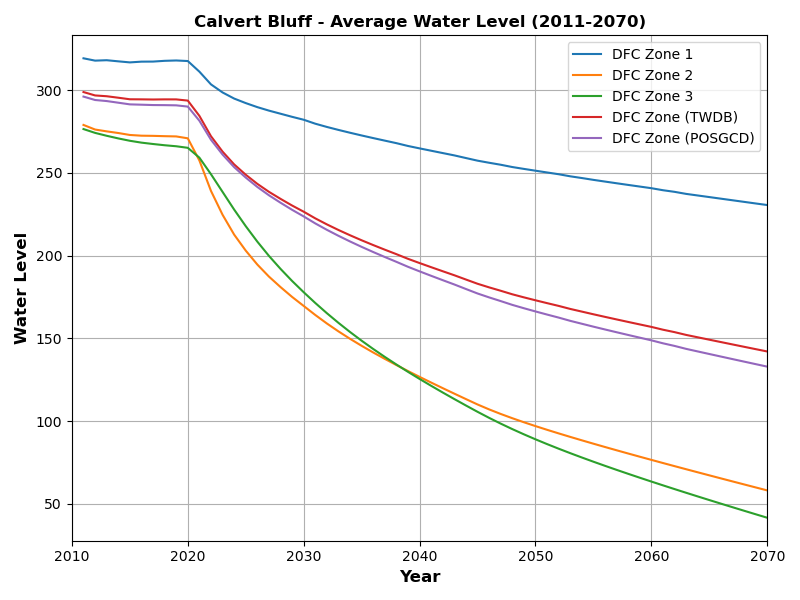 Calvert Bluff - Average Water Level (2011-2070)
DFC Zone 1
DFC Zone 2
DFC Zone 3
DFC Zone (TWDB)
DFC Zone (POSGCD)
Water Level
300
250
200
150
100
50
2010 2020 2030 2040 2050 2060 2070
Year